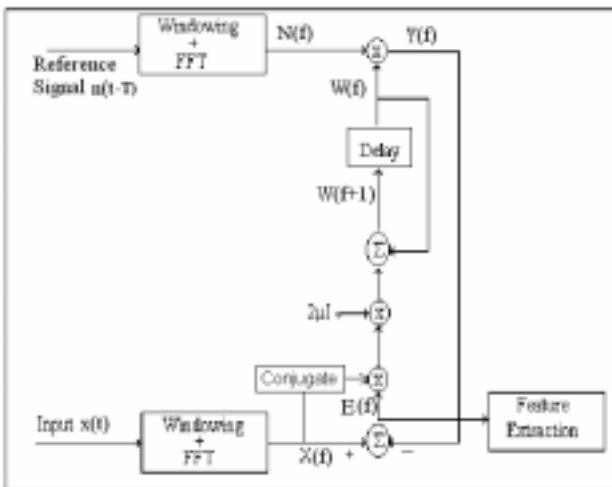 Windowing
+
FFT
N(f)
Y(f)
Reference
Signal n(t-T)
Σ
W(f)
Delay
W(f+1)
Σ
2μI
x
Conjugate
x
E(f)
Input x(t)
Windowing
+
FFT
X(f)
+
Σ
-
Feature
Extraction